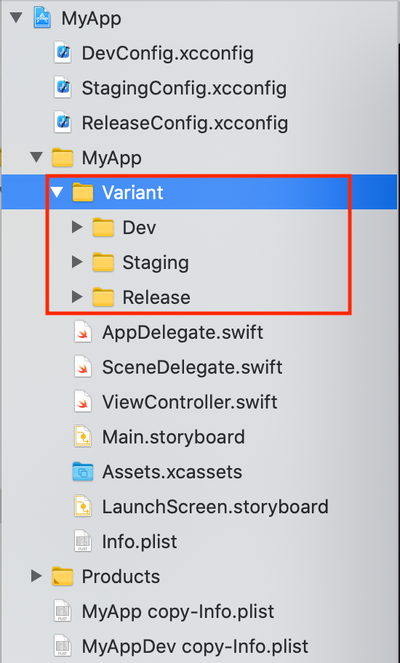 MyApp
DevConfig.xcconfig
StagingConfig.xcconfig
ReleaseConfig.xcconfig
MyApp
Variant
Dev
Staging
Release
AppDelegate.swift
SceneDelegate.swift
ViewController.swift
Main.storyboard
Assets.xcassets
LaunchScreen.storyboard
Info.plist
Products
MyApp copy-Info.plist
MyAppDev copy-Info.plist